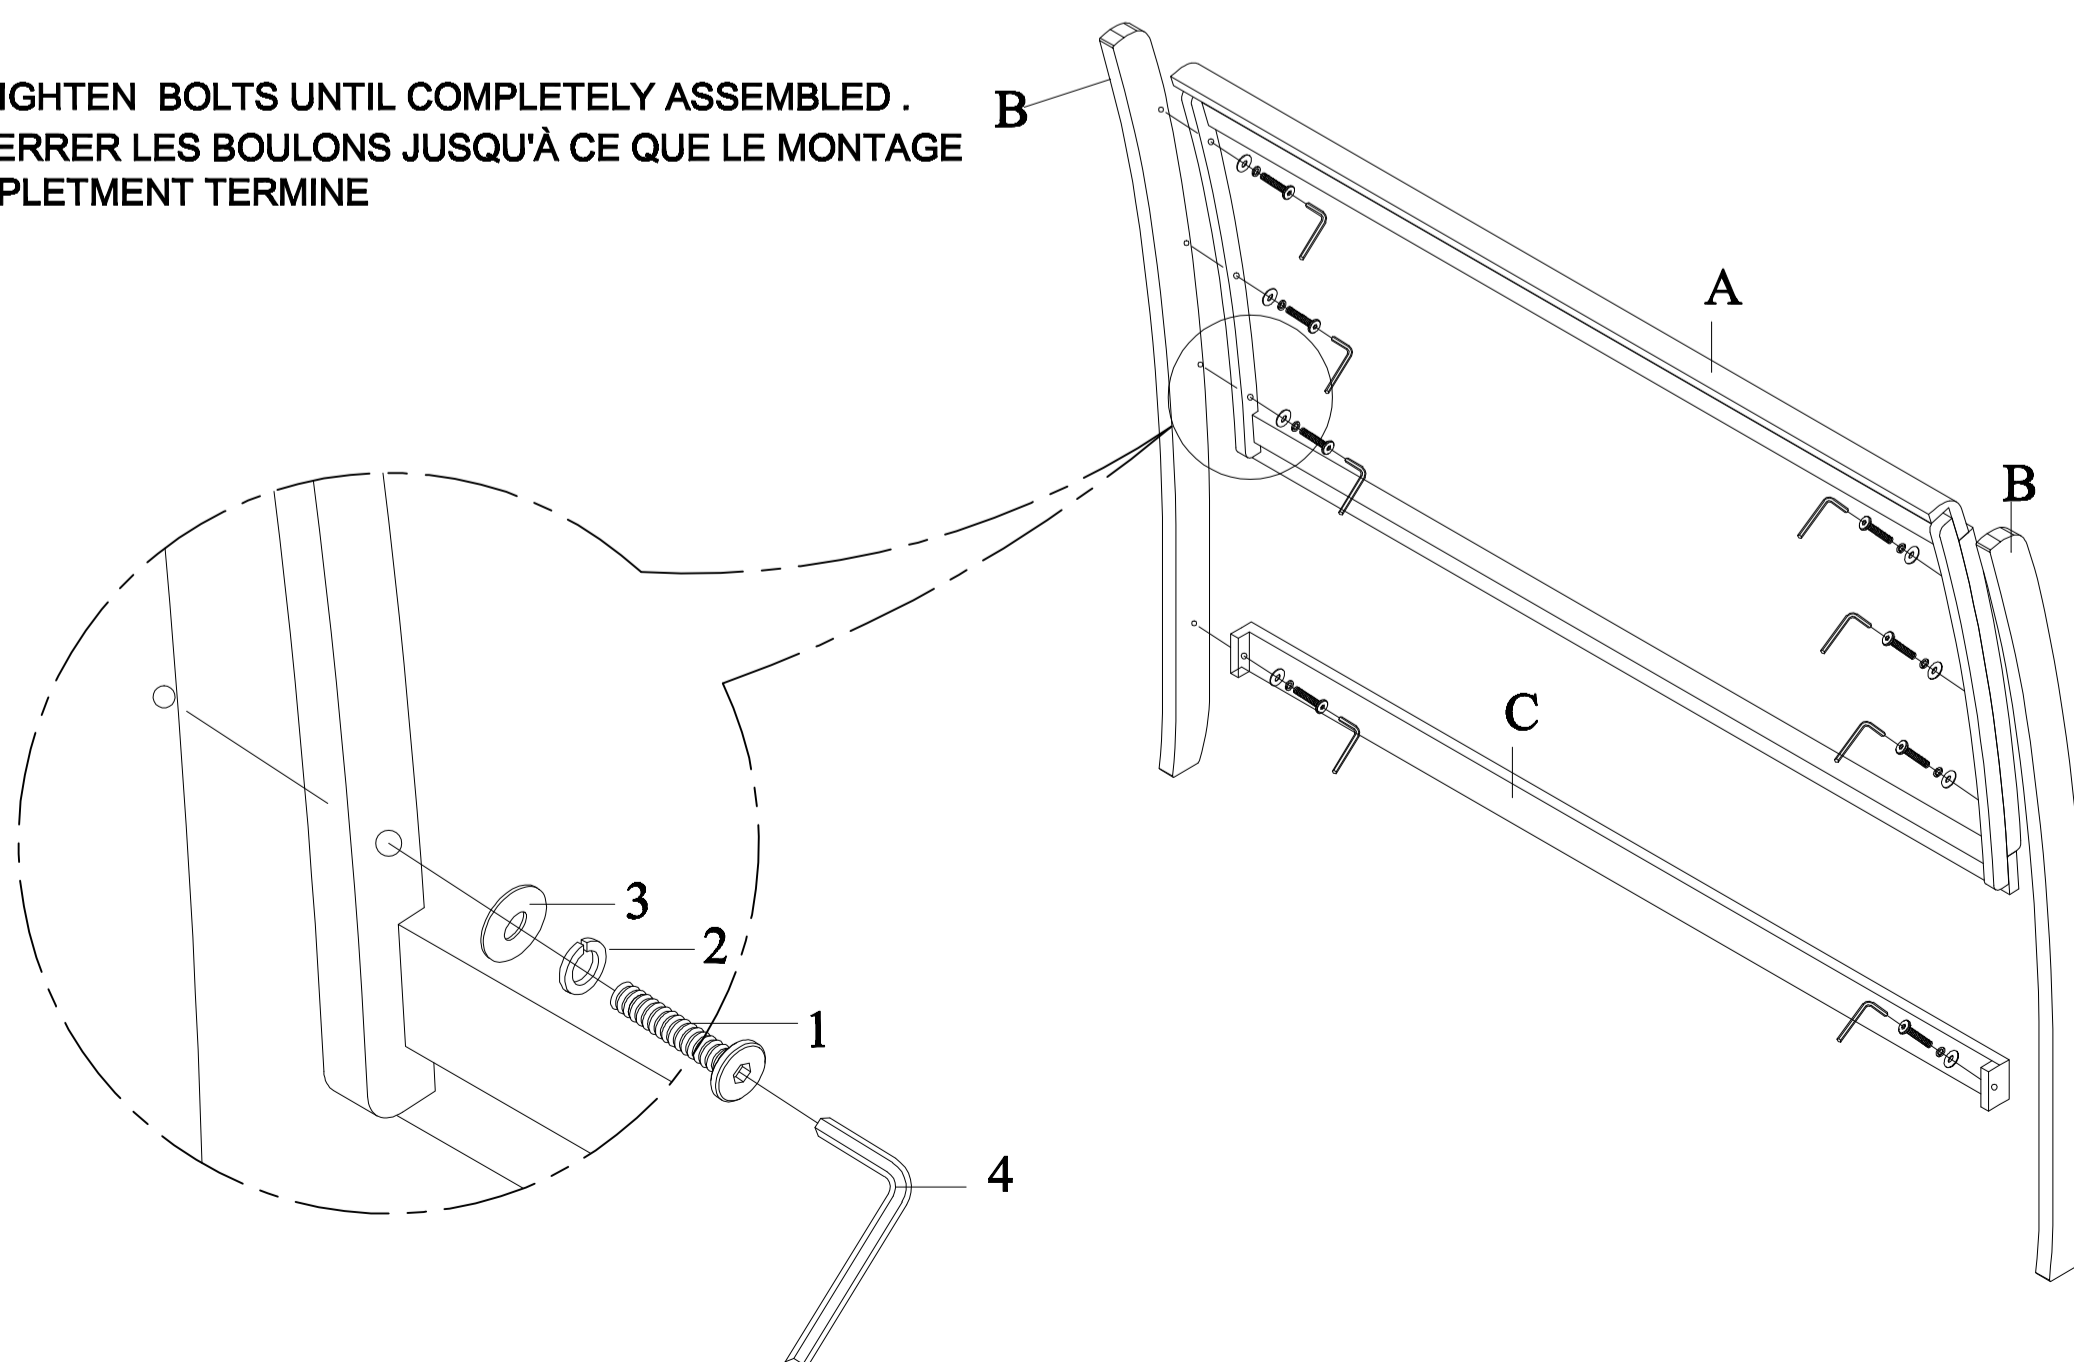 IGHTEN BOLTS UNTIL COMPLETELY ASSEMBLED .
ERRER LES BOULONS JUSQU'À CE QUE LE MONTAGE
PLETMENT TERMINE
B
A
B
C
3
2
1
4